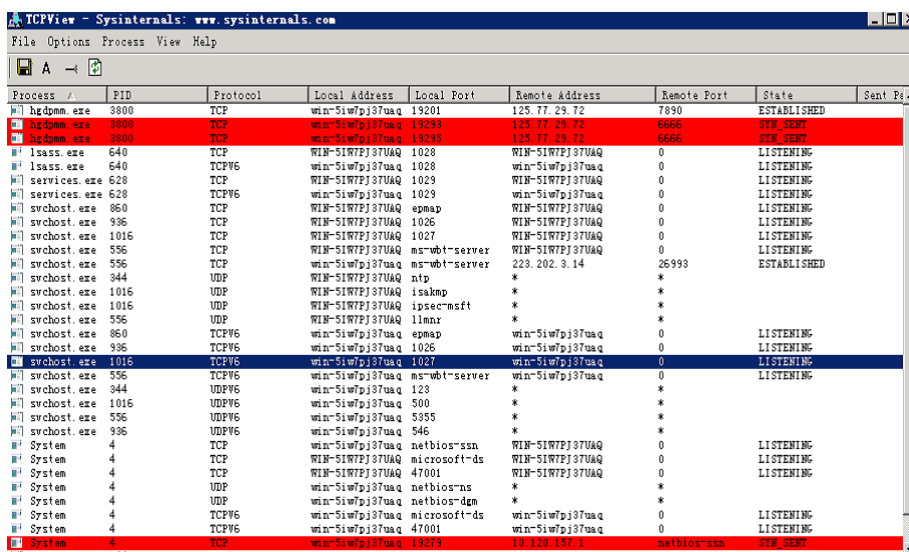 TCPView - Sysinternals: www.sysinternals.com
File Options Process View Help
A
Process PID Protocol Local Address Local Port Remote Address Remote Port State Sent Pa
hgdpmm.exe 3800 TCP win-5iw7pj37uaq 19201 125.77.29.72 7890 ESTABLISHED
hgdpmm.exe 3800 TCP win-5iw7pj37uaq 19293 125.77.29.72 6666 SYN_SENT
hgdpmm.exe 3800 TCP win-5iw7pj37uaq 19295 125.77.29.72 6666 SYN_SENT
lsass.exe 640 TCP WIN-5IW7PJ37UAQ 1028 WIN-5IW7PJ37UAQ 0 LISTENING
lsass.exe 640 TCPV6 win-5iw7pj37uaq 1028 win-5iw7pj37uaq 0 LISTENING
services.exe 628 TCP WIN-5IW7PJ37UAQ 1029 WIN-5IW7PJ37UAQ 0 LISTENING
services.exe 628 TCPV6 win-5iw7pj37uaq 1029 win-5iw7pj37uaq 0 LISTENING
svchost.exe 860 TCP WIN-5IW7PJ37UAQ epmap WIN-5IW7PJ37UAQ 0 LISTENING
svchost.exe 936 TCP WIN-5IW7PJ37UAQ 1026 WIN-5IW7PJ37UAQ 0 LISTENING
svchost.exe 1016 TCP WIN-5IW7PJ37UAQ 1027 WIN-5IW7PJ37UAQ 0 LISTENING
svchost.exe 556 TCP WIN-5IW7PJ37UAQ ms-wbt-server WIN-5IW7PJ37UAQ 0 LISTENING
svchost.exe 556 TCP win-5iw7pj37uaq ms-wbt-server 223.202.3.14 26993 ESTABLISHED
svchost.exe 344 UDP WIN-5IW7PJ37UAQ ntp * *
svchost.exe 1016 UDP WIN-5IW7PJ37UAQ isakmp * *
svchost.exe 1016 UDP WIN-5IW7PJ37UAQ ipsec-msft * *
svchost.exe 556 UDP WIN-5IW7PJ37UAQ llmnr * *
svchost.exe 860 TCPV6 win-5iw7pj37uaq epmap win-5iw7pj37uaq 0 LISTENING
svchost.exe 936 TCPV6 win-5iw7pj37uaq 1026 win-5iw7pj37uaq 0 LISTENING
svchost.exe 1016 TCPV6 win-5iw7pj37uaq 1027 win-5iw7pj37uaq 0 LISTENING
svchost.exe 556 TCPV6 win-5iw7pj37uaq ms-wbt-server win-5iw7pj37uaq 0 LISTENING
svchost.exe 344 UDPV6 win-5iw7pj37uaq 123 * *
svchost.exe 1016 UDPV6 win-5iw7pj37uaq 500 * *
svchost.exe 556 UDPV6 win-5iw7pj37uaq 5355 * *
svchost.exe 936 UDPV6 win-5iw7pj37uaq 546 * *
System 4 TCP win-5iw7pj37uaq netbios-ssn WIN-5IW7PJ37UAQ 0 LISTENING
System 4 TCP WIN-5IW7PJ37UAQ microsoft-ds WIN-5IW7PJ37UAQ 0 LISTENING
System 4 TCP WIN-5IW7PJ37UAQ 47001 WIN-5IW7PJ37UAQ 0 LISTENING
System 4 UDP win-5iw7pj37uaq netbios-ns * *
System 4 UDP win-5iw7pj37uaq netbios-dgm * *
System 4 TCPV6 win-5iw7pj37uaq microsoft-ds win-5iw7pj37uaq 0 LISTENING
System 4 TCPV6 win-5iw7pj37uaq 47001 win-5iw7pj37uaq 0 LISTENING
System 4 TCP win-5iw7pj37uaq 19279 10.120.157.1 netbios-ssn SYN_SENT